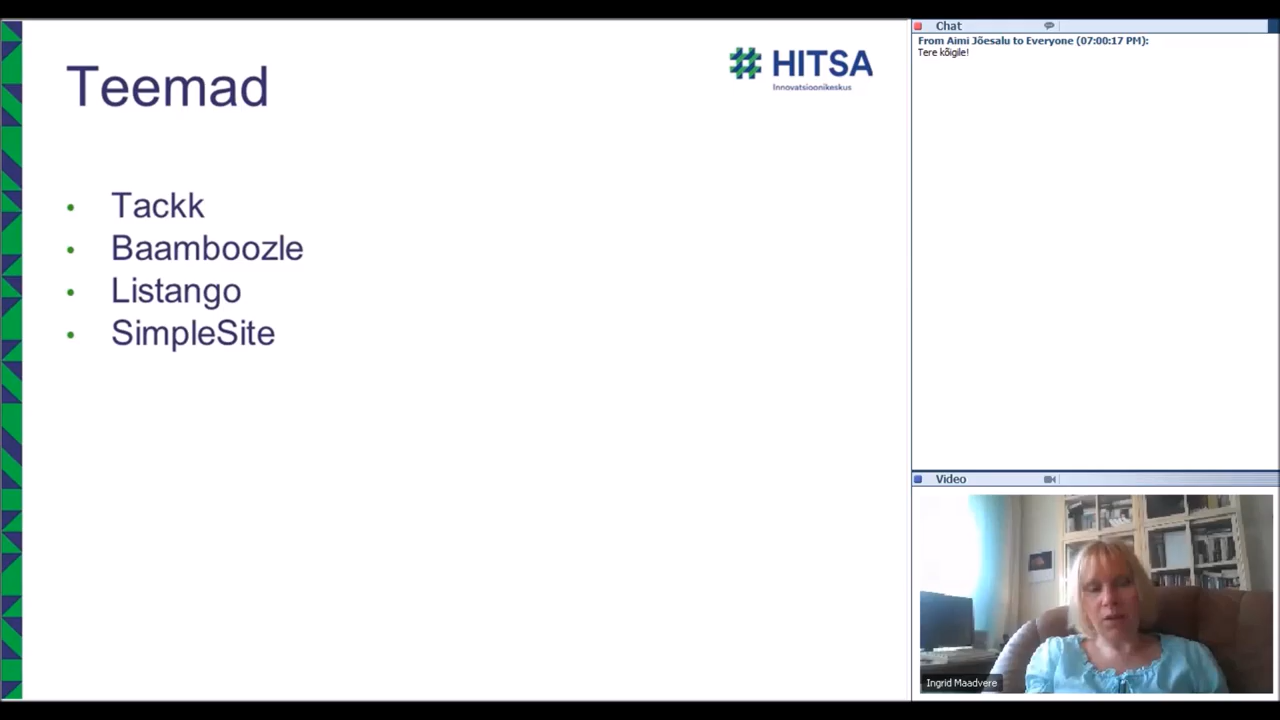 Teemad
HITSA
Innovatsioonikeskus
Tackk
Baamboozle
Listango
SimpleSite
Chat
From Aimi Jõesalu to Everyone (07:00:17 PM):
Tere kõigile!
Video
Ingrid Maadvere